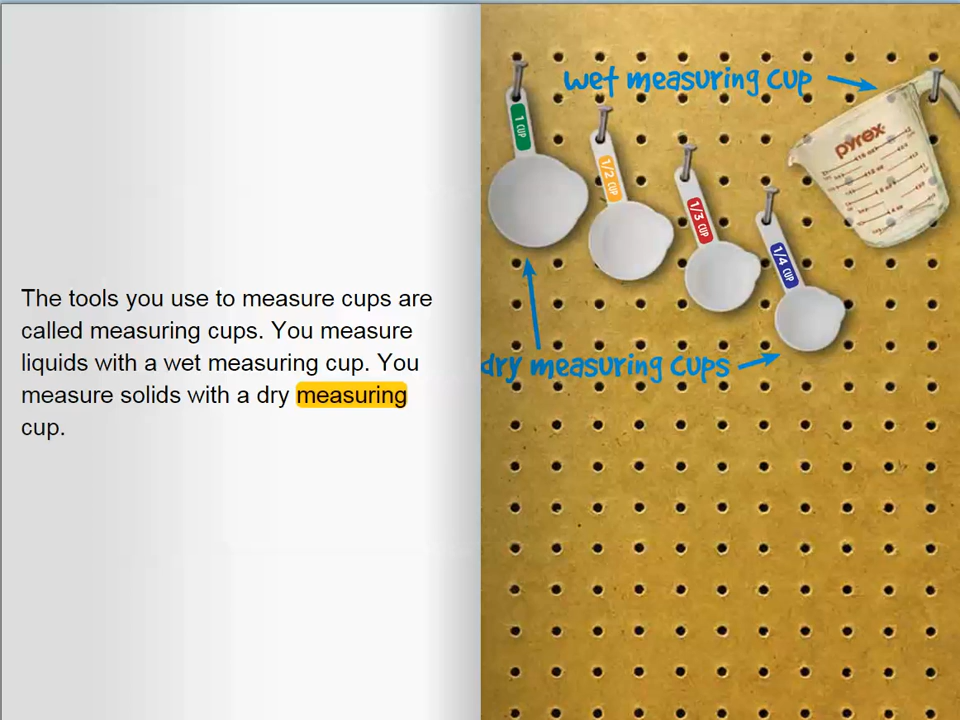 The tools you use to measure cups are
called measuring cups. You measure
liquids with a wet measuring cup. You
measure solids with a dry measuring
cup.
wet measuring cup
1 CUP
1/2 CUP
1/3 CUP
1/4 CUP
pyrex
dry measuring cups